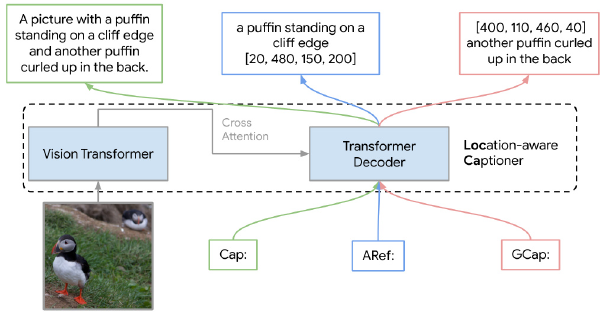 A picture with a puffin
standing on a cliff edge
and another puffin
curled up in the back.
a puffin standing on a
cliff edge
[20, 480, 150, 200]
[400, 110, 460, 40]
another puffin curled
up in the back
Cross
Attention
Vision Transformer
Transformer
Decoder
Location-aware
Captioner
Cap:
ARef:
GCap: